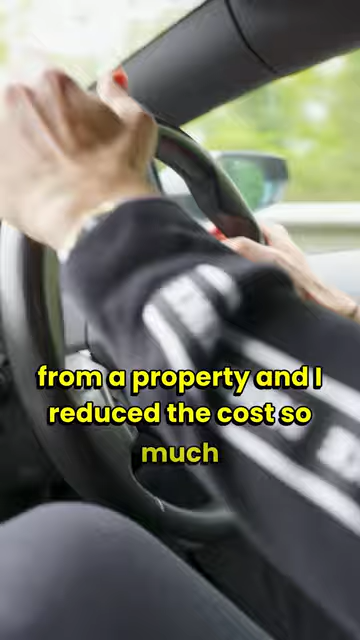 from a property and I
reduced the cost so
much